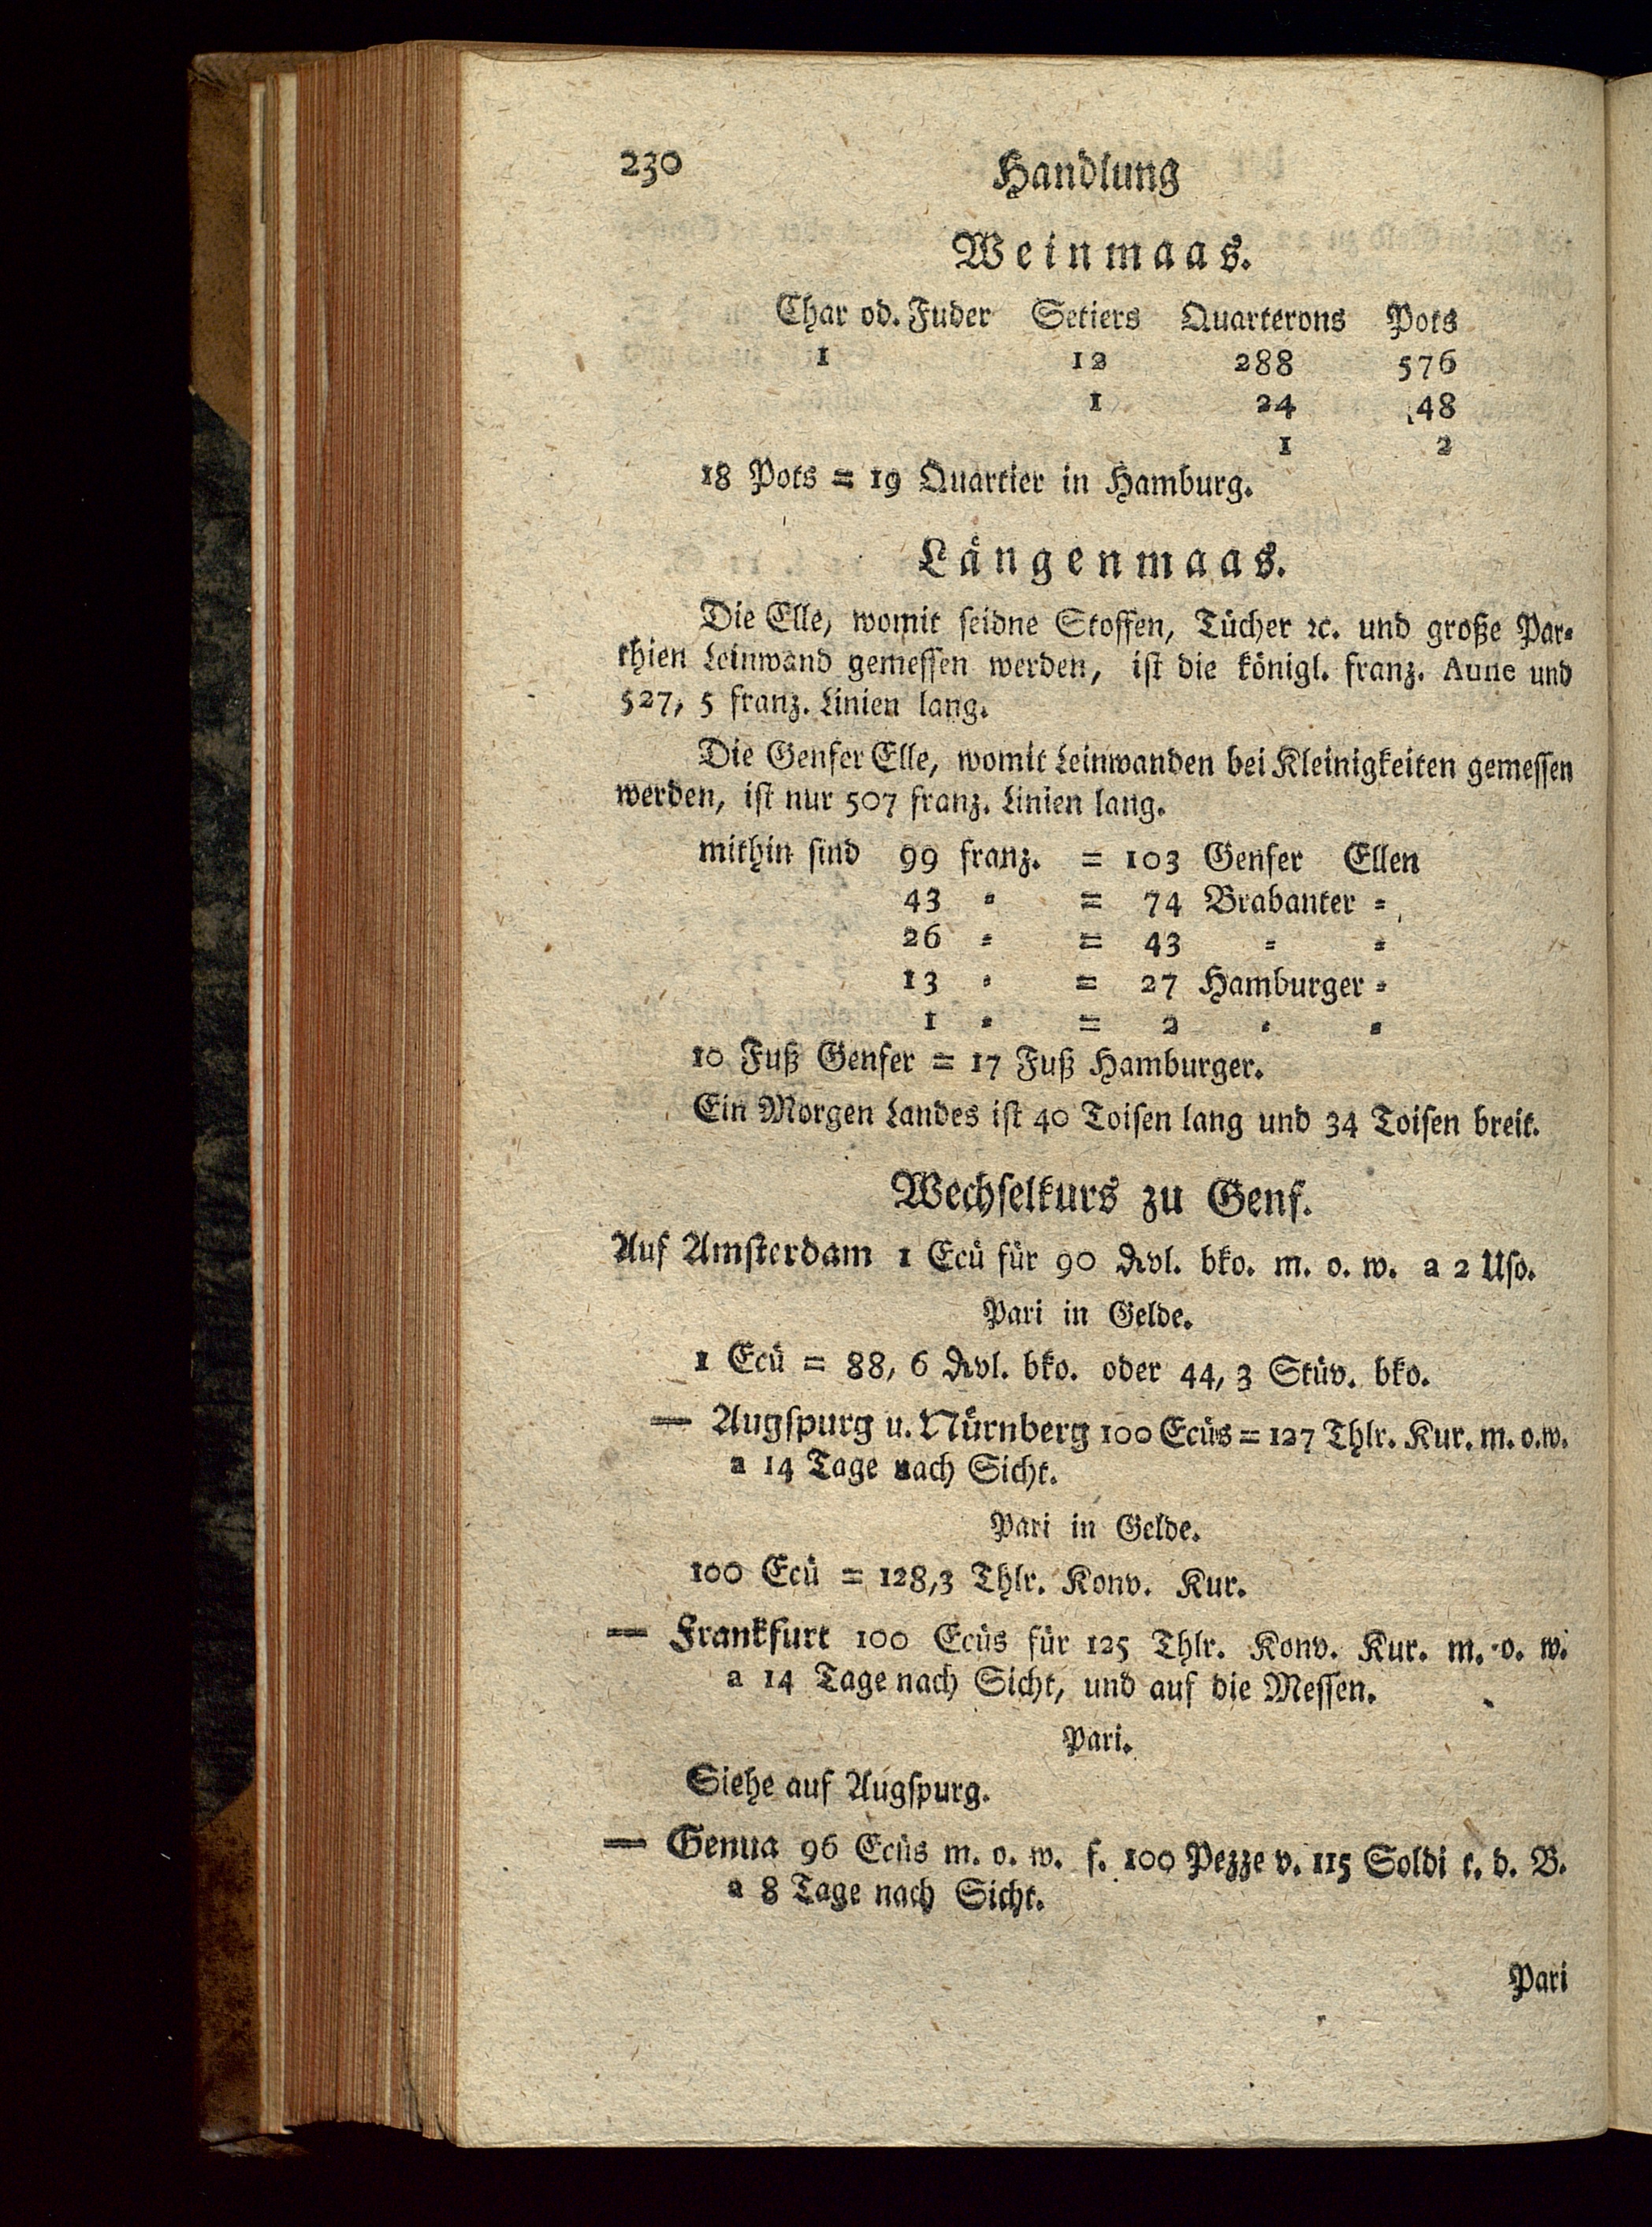 230 Handlung
Weinmaas.
Char od. Fuder Setiers Quarterons Pots
1 12 288 576
1 24 48
1 2
18 Pots = 19 Quartier in Hamburg.
Längenmaas.
Die Elle, womit seidne Stoffen, Tücher ꝛc. und große Par-
thien Leinwand gemessen werden, ist die königl. franz. Aune und
527, 5 franz. Linien lang.
Die Genfer Elle, womit Leinwanden bei Kleinigkeiten gemessen
werden, ist nur 507 franz. Linien lang.
mithin sind 99 franz. = 103 Genfer Ellen
43 = = 74 Brabanter =
26 = = 43 = =
13 = = 27 Hamburger =
1 = = 2 = =
10 Fuß Genfer = 17 Fuß Hamburger.
Ein Morgen Landes ist 40 Toisen lang und 34 Toisen breit.
Wechselkurs zu Genf.
Auf Amsterdam 1 Ecü für 90 vl. bko. m. o. w. a 2 Uso.
Pari in Gelde.
1 Ecü = 88, 6 vl. bko. oder 44, 3 Stüv. bko.
— Augspurg u. Nürnberg 100 Ecüs = 127 Thlr. Kur. m. o. w.
a 14 Tage nach Sicht.
Pari in Gelde.
100 Ecü = 128,3 Thlr. Konv. Kur.
— Frankfurt 100 Ecüs für 125 Thlr. Konv. Kur. m. o. w.
a 14 Tage nach Sicht, und auf die Messen.
Pari.
Siehe auf Augspurg.
— Genua 96 Ecüs m. o. w. f. 100 Pezze v. 115 Soldi f. d. B.
a 8 Tage nach Sicht.
Pari